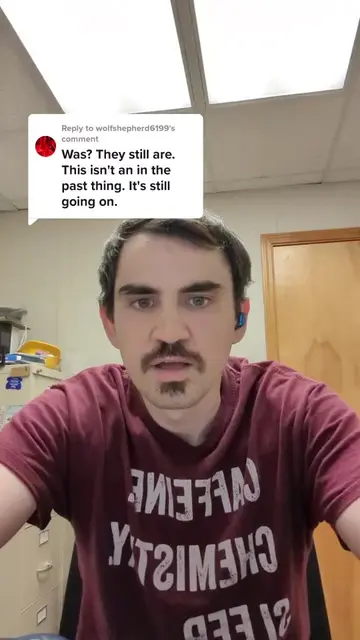 Reply to wolfshepherd6199's
comment
Was? They still are.
This isn't an in the
past thing. It's still
going on.
CAFFEINE
CHEMISTRY.
SLEEP